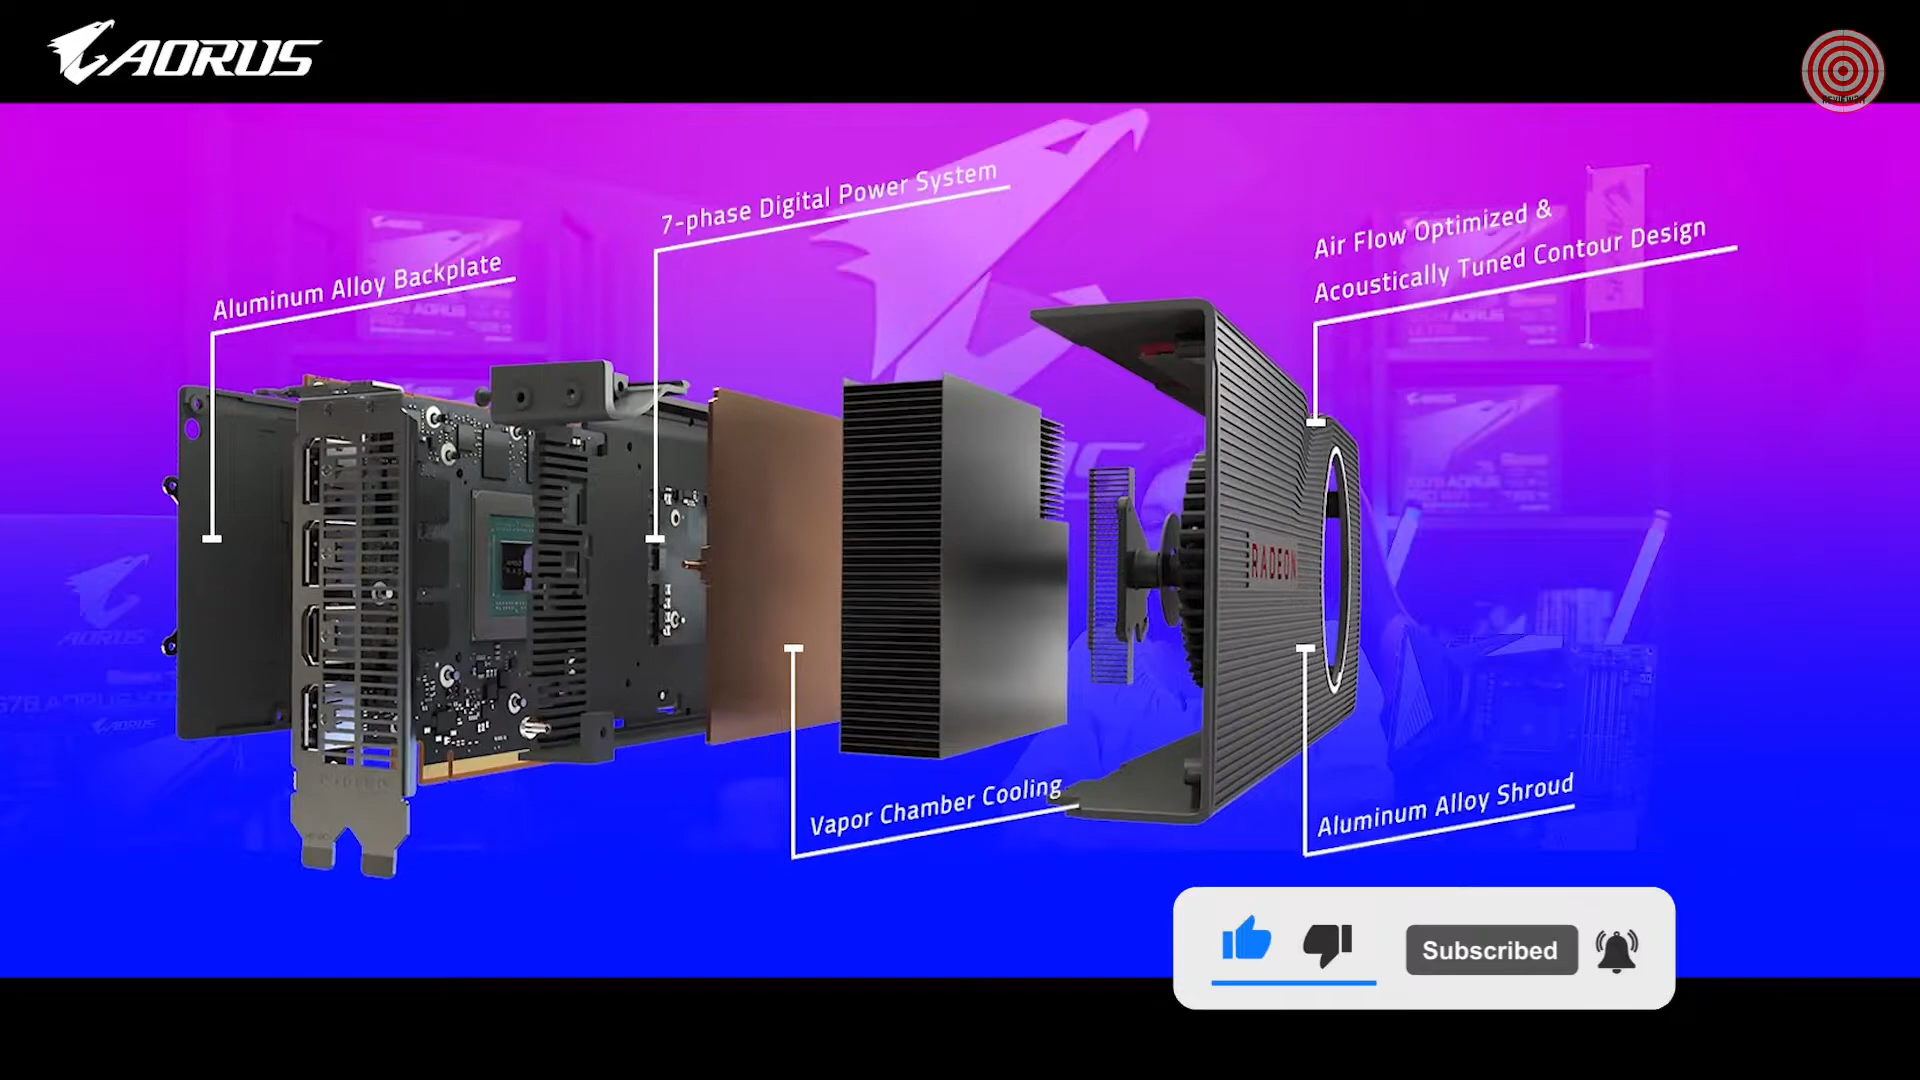 AORUS
7-phase Digital Power System
Air Flow Optimized &
Acoustically Tuned Contour Design
Aluminum Alloy Backplate
RADEON
AORUS
Vapor Chamber Cooling
Aluminum Alloy Shroud
Subscribed